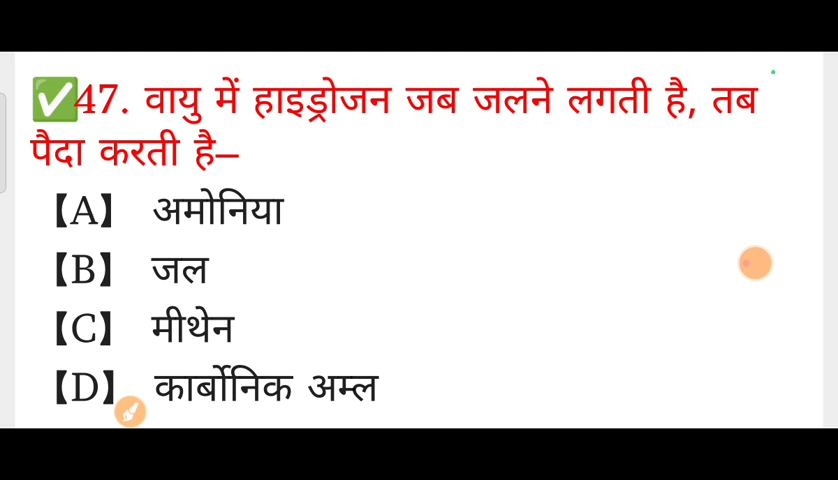 ✅47. वायु में हाइड्रोजन जब जलने लगती है, तब
पैदा करती है–
【A】 अमोनिया
【B】 जल
【C】 मीथेन
【D】 कार्बोनिक अम्ल